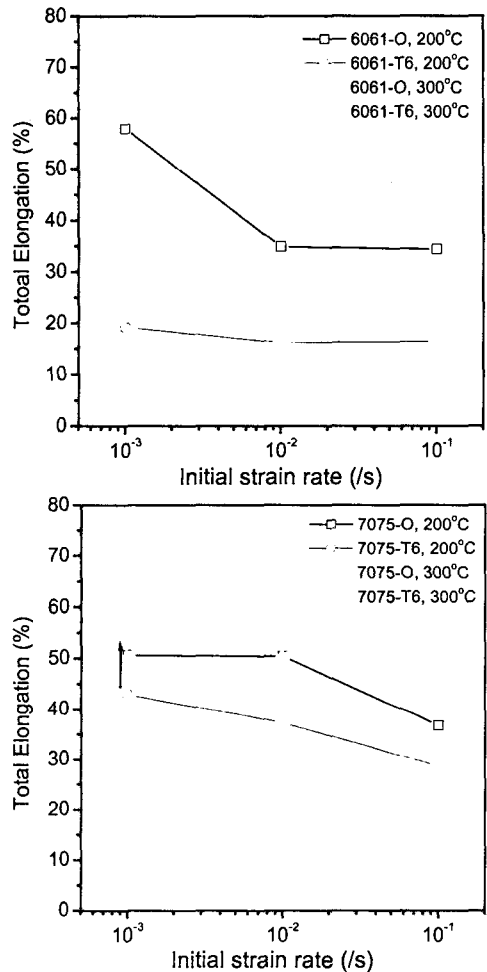 80
70
60
50
40
30
20
10
0
Totoal Elongation (%)
6061-O, 200°C
6061-T6, 200°C
6061-O, 300°C
6061-T6, 300°C
10⁻³
10⁻²
10⁻¹
Initial strain rate (/s)
80
70
60
50
40
30
20
10
0
Total Elongation (%)
7075-O, 200°C
7075-T6, 200°C
7075-O, 300°C
7075-T6, 300°C
10⁻³
10⁻²
10⁻¹
Initial strain rate (/s)